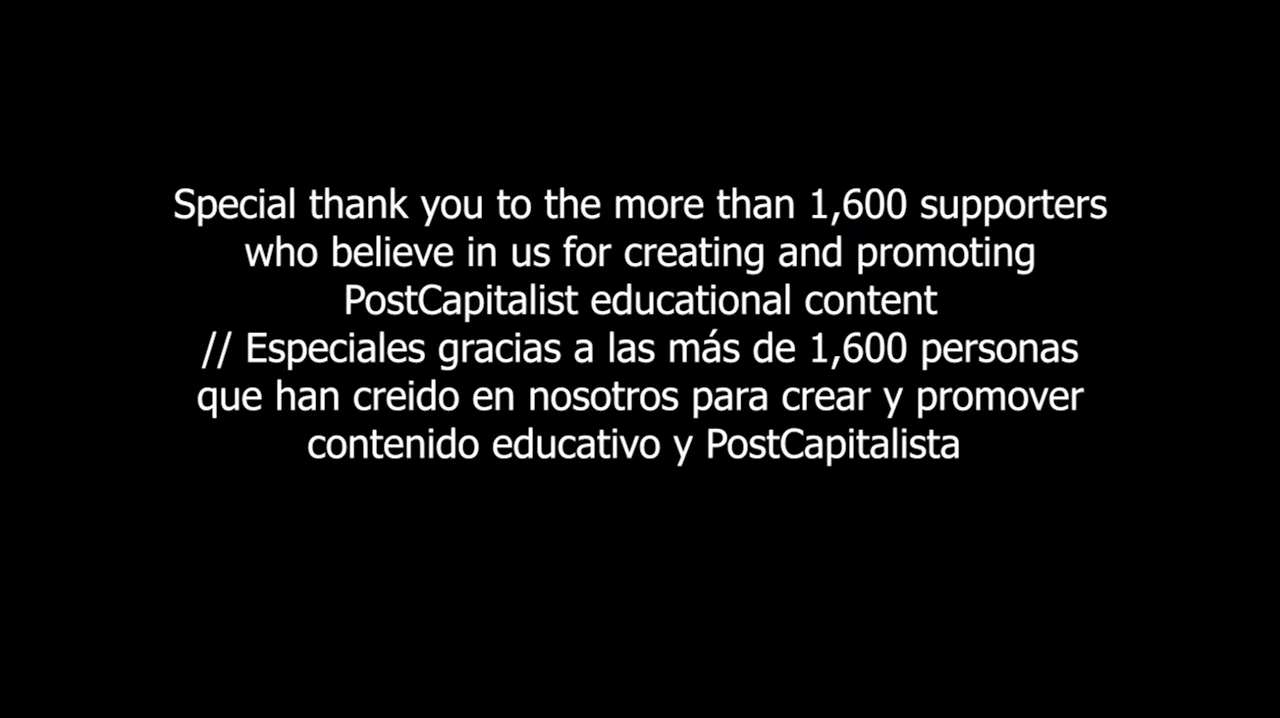 Special thank you to the more than 1,600 supporters
who believe in us for creating and promoting
PostCapitalist educational content
// Especiales gracias a las más de 1,600 personas
que han creido en nosotros para crear y promover
contenido educativo y PostCapitalista